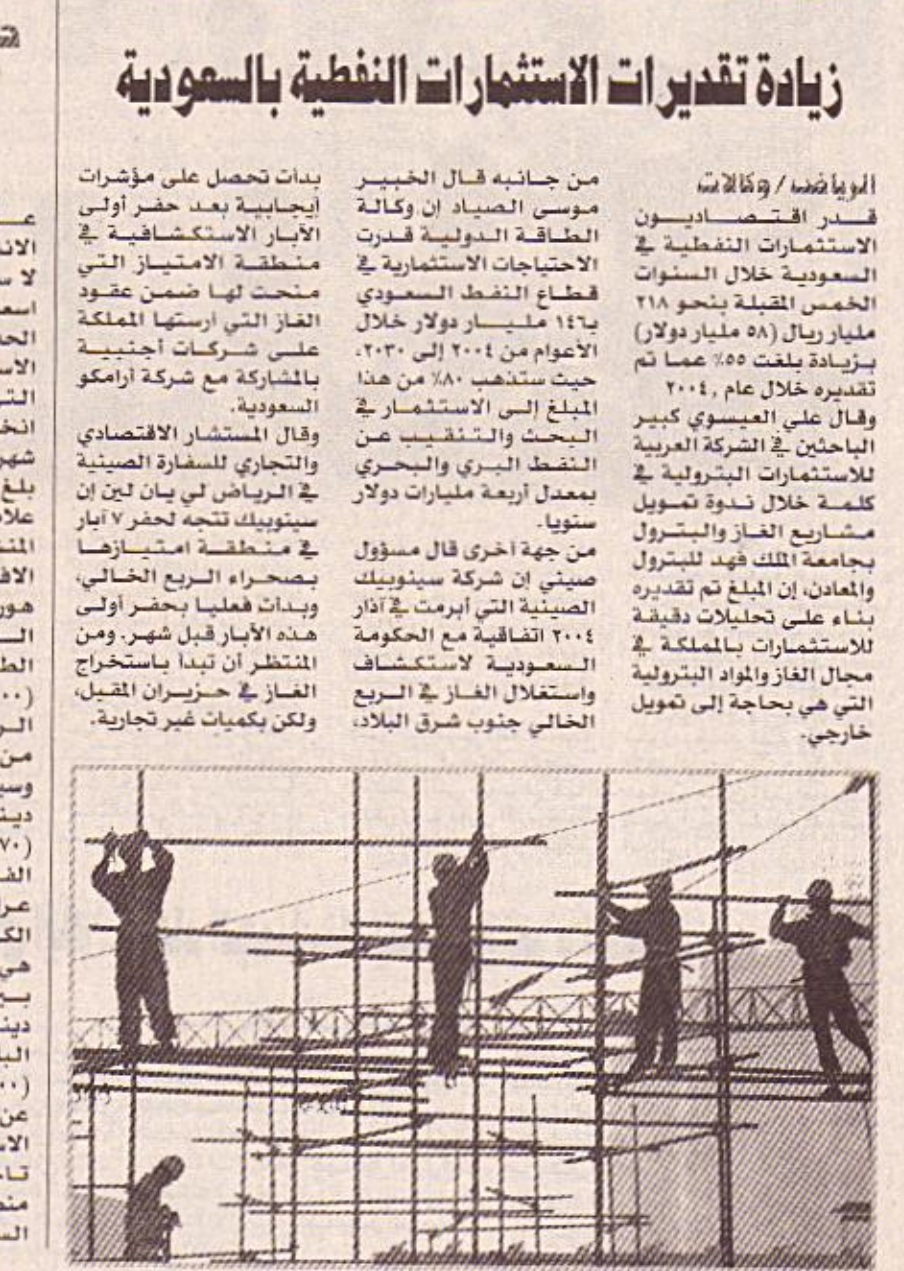 زيادة تقديرات الاستثمارات النفطية بالسعودية
الرياض / وكالات
قدر اقتصاديون
الاستثمارات النفطية في
السعودية خلال السنوات
الخمس المقبلة بنحو ٢١٨
مليار ريال (٥٨ مليار دولار)
بزيادة بلغت ٥٥٪ عما تم
تقديره خلال عام ٢٠٠٤,
وقال علي العيسوي كبير
الباحثين في الشركة العربية
للاستثمارات البترولية في
كلمة خلال ندوة تمويل
مشاريع الغاز والبترول
بجامعة الملك فهد للبترول
والمعادن، إن المبلغ تم تقديره
بناء على تحليلات دقيقة
للاستثمارات بالمملكة في
مجال الغاز والمواد البترولية
التي هي بحاجة إلى تمويل
خارجي.
من جانبه قال الخبير
موسى الصياد إن وكالة
الطاقة الدولية قدرت
الاحتياجات الاستثمارية في
قطاع النفط السعودي
بـ١٤٦ مليار دولار خلال
الأعوام من ٢٠٠٤ إلى ٢٠٣٠،
حيث ستذهب ٨٠٪ من هذا
المبلغ إلى الاستثمار في
البحث والتنقيب عن
النفط البري والبحري
بمعدل أربعة مليارات دولار
سنويا.
من جهة أخرى قال مسؤول
صيني إن شركة سينوبيك
الصينية التي أبرمت في آذار
٢٠٠٤ اتفاقية مع الحكومة
السعودية لاستكشاف
واستغلال الغاز في الربع
الخالي جنوب شرق البلاد،
بدأت تحصل على مؤشرات
إيجابية بعد حفر أولى
الآبار الاستكشافية في
منطقة الامتياز التي
منحت لها ضمن عقود
الغاز التي أرستها المملكة
على شركات أجنبية
بالمشاركة مع شركة أرامكو
السعودية.
وقال المستشار الاقتصادي
والتجاري للسفارة الصينية
في الرياض لي يان لين إن
سينوبيك تتجه لحفر ٧ آبار
في منطقة امتيازها
بصحراء الربع الخالي،
وبدأت فعليا بحفر أولى
هذه الآبار قبل شهر. ومن
المنتظر أن تبدأ باستخراج
الغاز في حزيران المقبل،
ولكن بكميات غير تجارية.